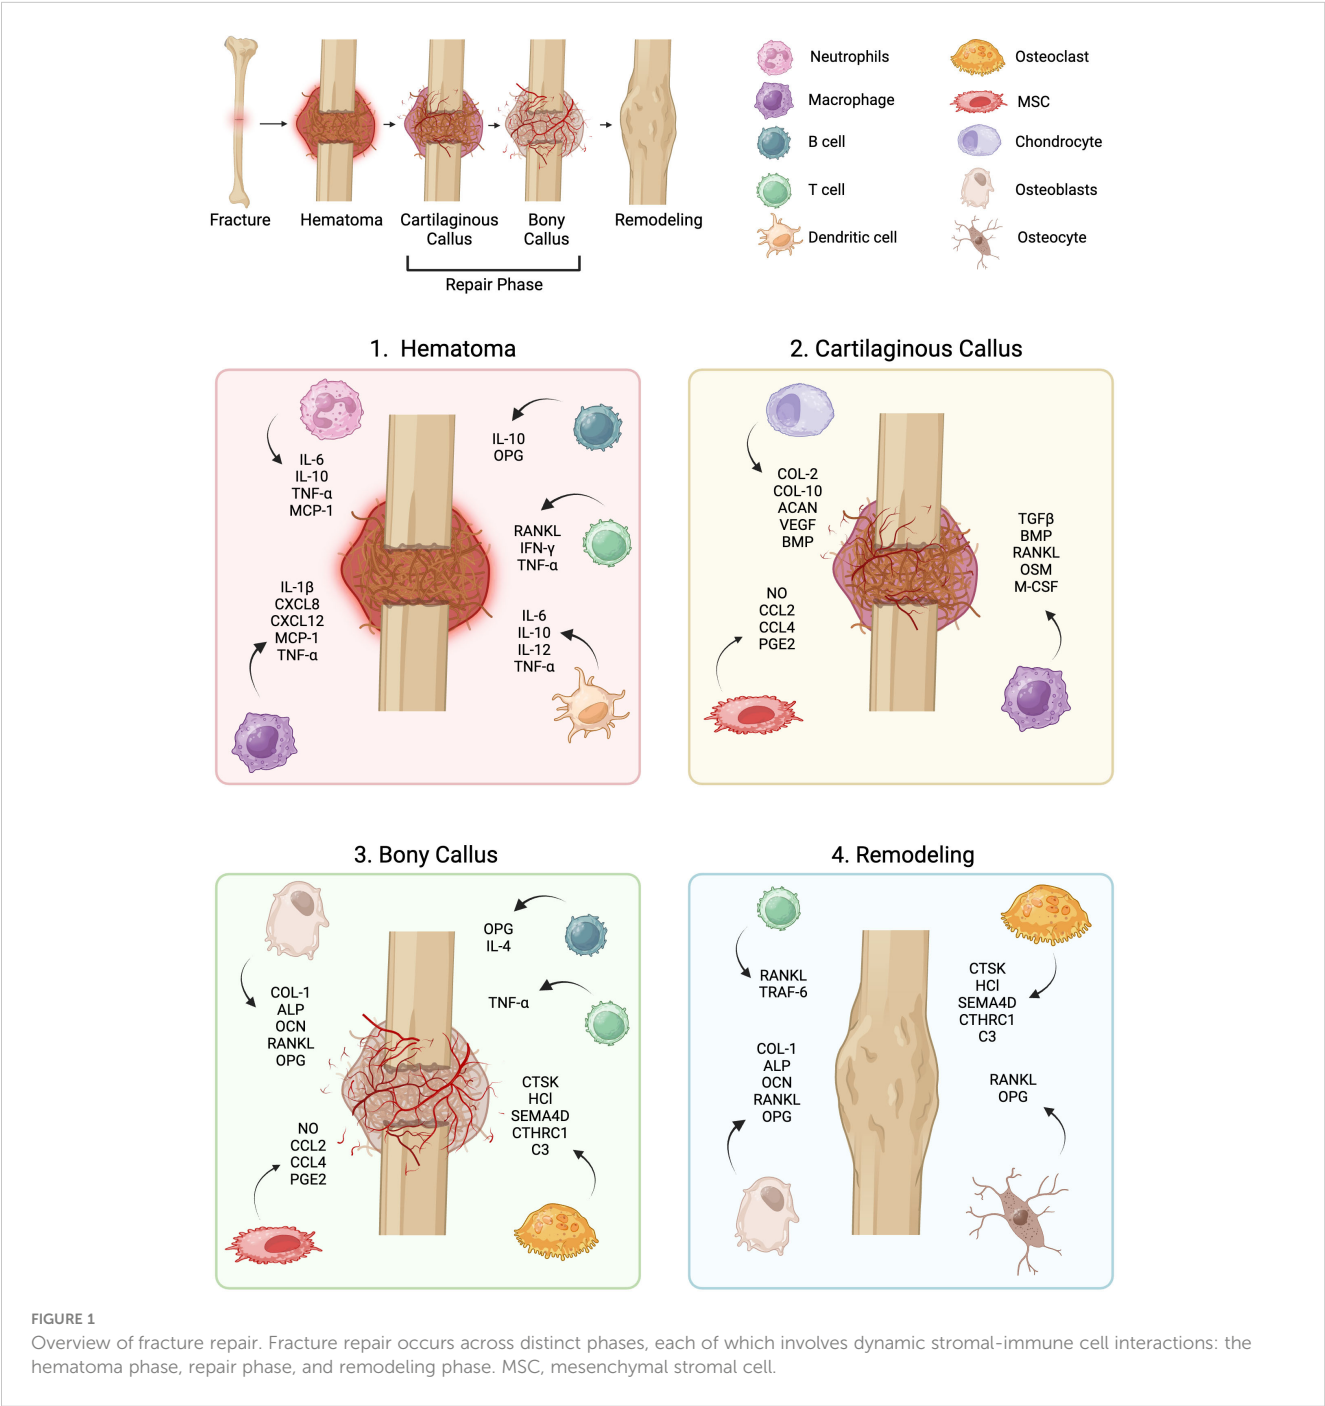 Fracture
Hematoma
Cartilaginous
Callus
Bony
Callus
Remodeling
Repair Phase
Neutrophils
Macrophage
B cell
T cell
Dendritic cell
Osteoclast
MSC
Chondrocyte
Osteoblasts
Osteocyte
1. Hematoma
IL-6
IL-10
TNF-α
MCP-1
IL-10
OPG
RANKL
IFN-γ
TNF-α
IL-1β
CXCL8
CXCL12
MCP-1
TNF-α
IL-6
IL-10
IL-12
TNF-α
2. Cartilaginous Callus
COL-2
COL-10
ACAN
VEGF
BMP
TGFβ
BMP
RANKL
OSM
M-CSF
NO
CCL2
CCL4
PGE2
3. Bony Callus
OPG
IL-4
COL-1
ALP
OCN
RANKL
OPG
TNF-α
CTSK
HCl
SEMA4D
CTHRC1
C3
NO
CCL2
CCL4
PGE2
4. Remodeling
RANKL
TRAF-6
CTSK
HCl
SEMA4D
CTHRC1
C3
COL-1
ALP
OCN
RANKL
OPG
RANKL
OPG
FIGURE 1
Overview of fracture repair. Fracture repair occurs across distinct phases, each of which involves dynamic stromal-immune cell interactions: the
hematoma phase, repair phase, and remodeling phase. MSC, mesenchymal stromal cell.